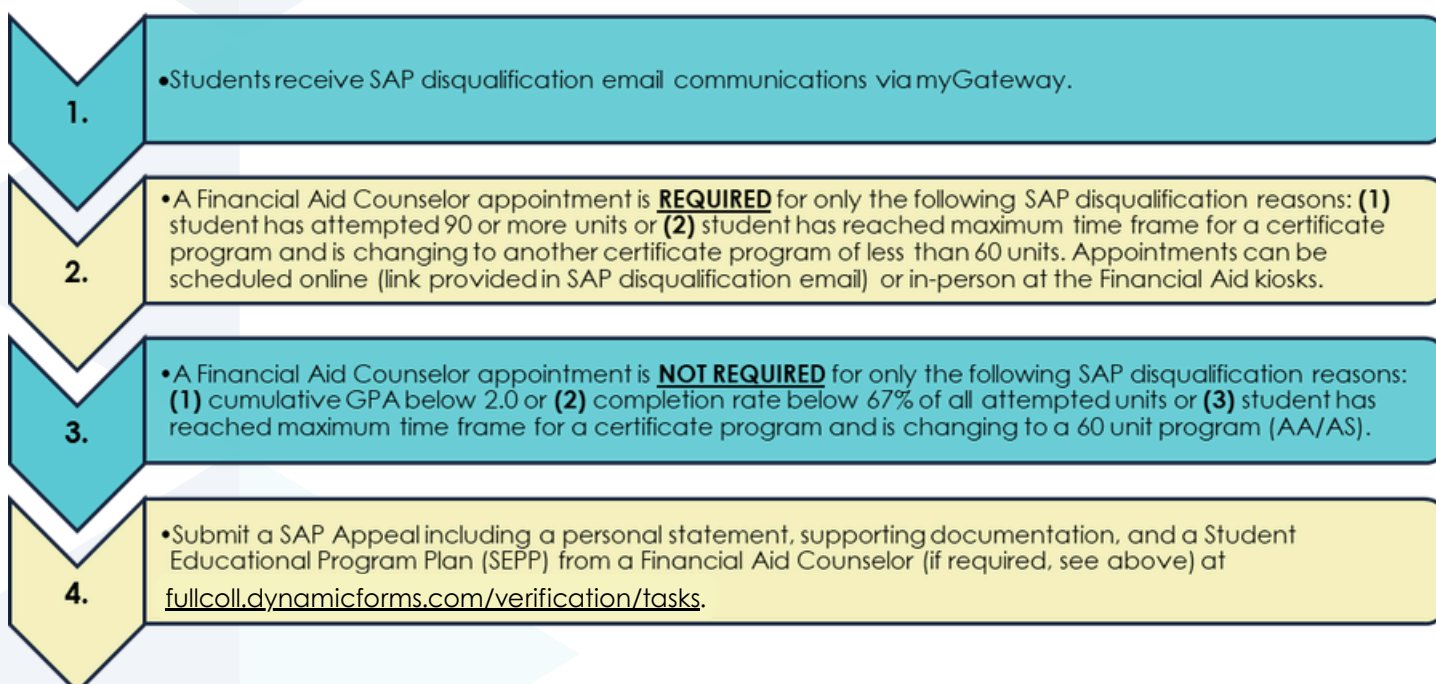 1.
•Students receive SAP disqualification email communications via myGateway.
2.
•A Financial Aid Counselor appointment is REQUIRED for only the following SAP disqualification reasons: (1)
student has attempted 90 or more units or (2) student has reached maximum time frame for a certificate
program and is changing to another certificate program of less than 60 units. Appointments can be
scheduled online (link provided in SAP disqualification email) or in-person at the Financial Aid kiosks.
3.
•A Financial Aid Counselor appointment is NOT REQUIRED for only the following SAP disqualification reasons:
(1) cumulative GPA below 2.0 or (2) completion rate below 67% of all attempted units or (3) student has
reached maximum time frame for a certificate program and is changing to a 60 unit program (AA/AS).
4.
•Submit a SAP Appeal including a personal statement, supporting documentation, and a Student
Educational Program Plan (SEPP) from a Financial Aid Counselor (if required, see above) at
fullcoll.dynamicforms.com/verification/tasks.